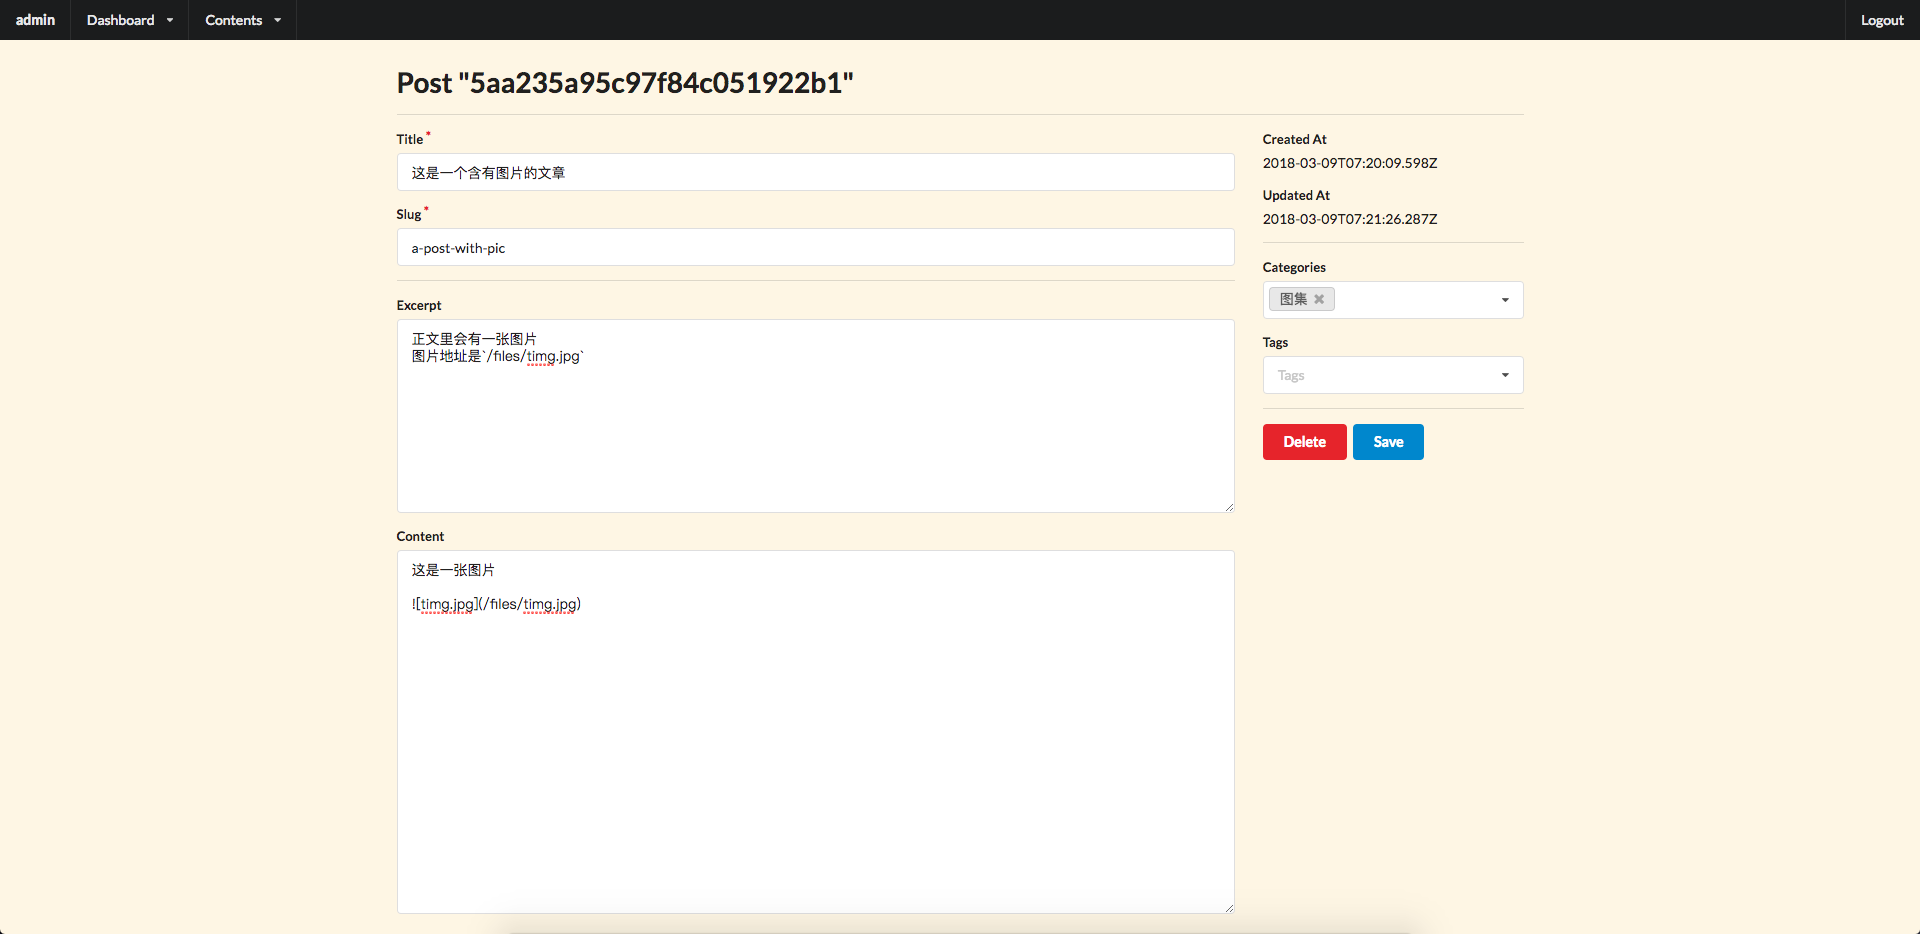 admin
Dashboard
Contents
Logout
Post "5aa235a95c97f84c051922b1"
Title *
这是一个含有图片的文章
Slug *
a-post-with-pic
Excerpt
正文里会有一张图片
图片地址是`/files/timg.jpg`
Content
这是一张图片
![timg.jpg](/files/timg.jpg)
Created At
2018-03-09T07:20:09.598Z
Updated At
2018-03-09T07:21:26.287Z
Categories
图集
Tags
Tags
Delete
Save